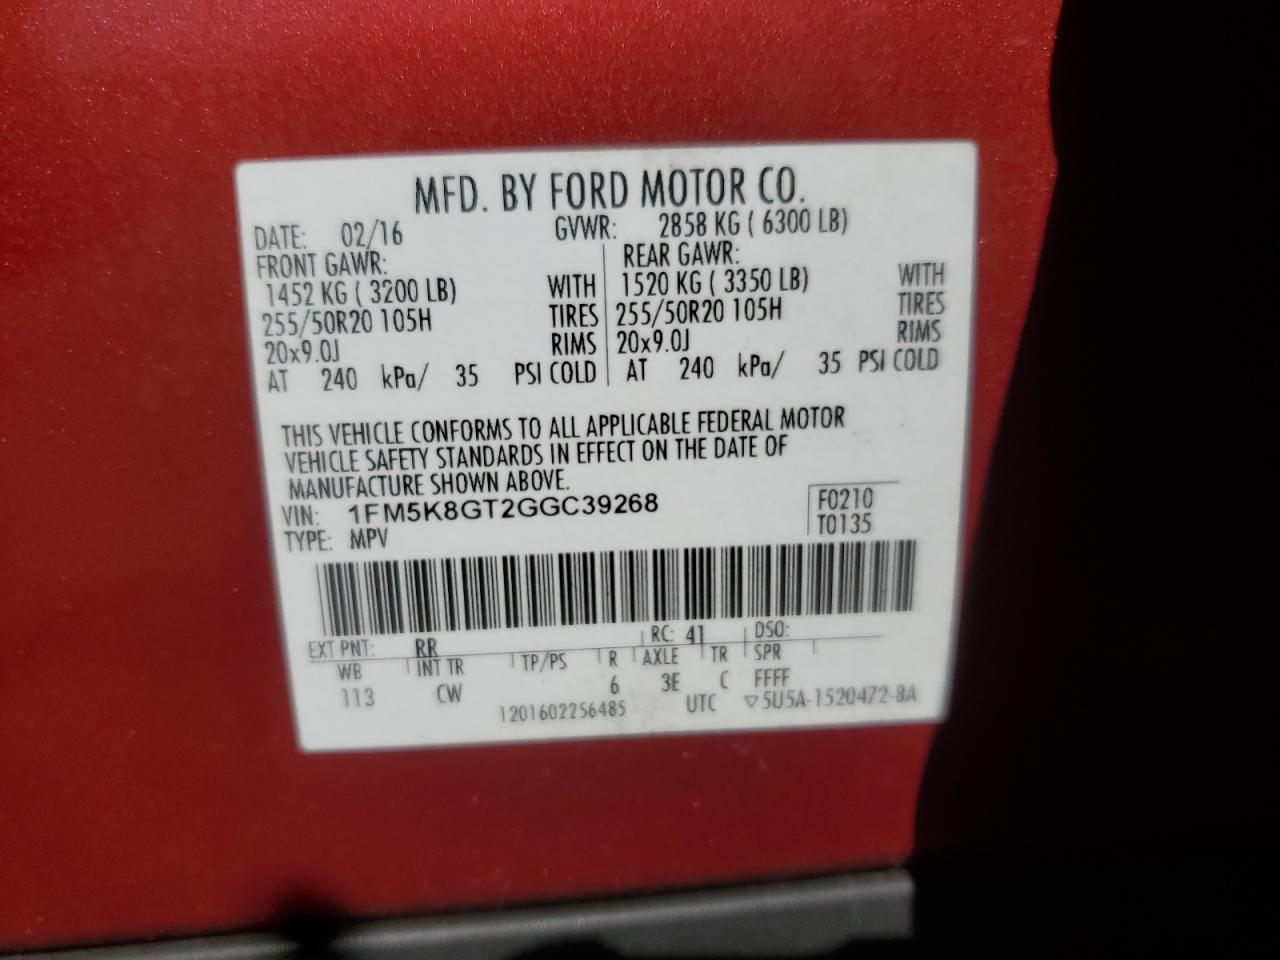 MFD. BY FORD MOTOR CO.
DATE: 02/16 GVWR: 2858 KG ( 6300 LB)
FRONT GAWR: REAR GAWR:
1452 KG ( 3200 LB) WITH 1520 KG ( 3350 LB) WITH
255/50R20 105H TIRES 255/50R20 105H TIRES
20x9.0J RIMS 20x9.0J RIMS
AT 240 kPa/ 35 PSI COLD AT 240 kPa/ 35 PSI COLD
THIS VEHICLE CONFORMS TO ALL APPLICABLE FEDERAL MOTOR
VEHICLE SAFETY STANDARDS IN EFFECT ON THE DATE OF
MANUFACTURE SHOWN ABOVE.
VIN: 1FM5K8GT2GGC39268 F0210
TYPE: MPV T0135
EXT PNT: RR RC: 41 DSO:
WB INT TR TP/PS R AXLE TR SPR
113 CW 6 3E C FFFF
1201602256485 UTC ▽5U5A-1520472-BA